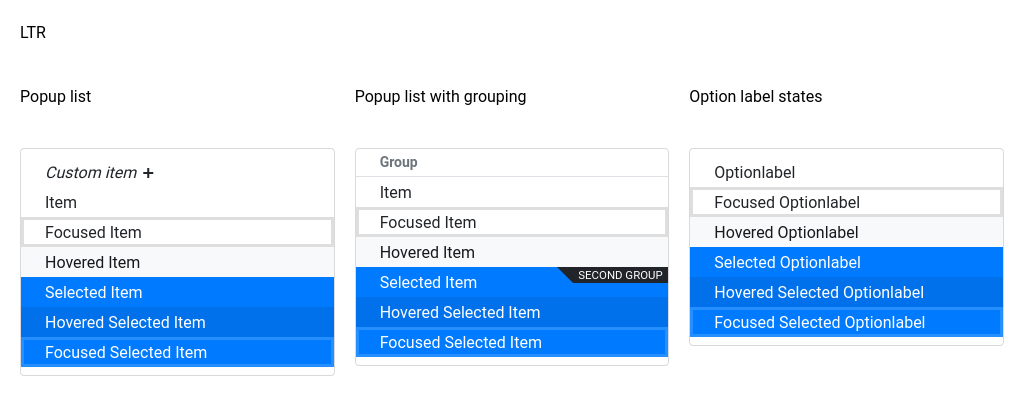 LTR
Popup list
Custom item +
Item
Focused Item
Hovered Item
Selected Item
Hovered Selected Item
Focused Selected Item
Popup list with grouping
Group
Item
Focused Item
Hovered Item
Selected Item
SECOND GROUP
Hovered Selected Item
Focused Selected Item
Option label states
Optionlabel
Focused Optionlabel
Hovered Optionlabel
Selected Optionlabel
Hovered Selected Optionlabel
Focused Selected Optionlabel